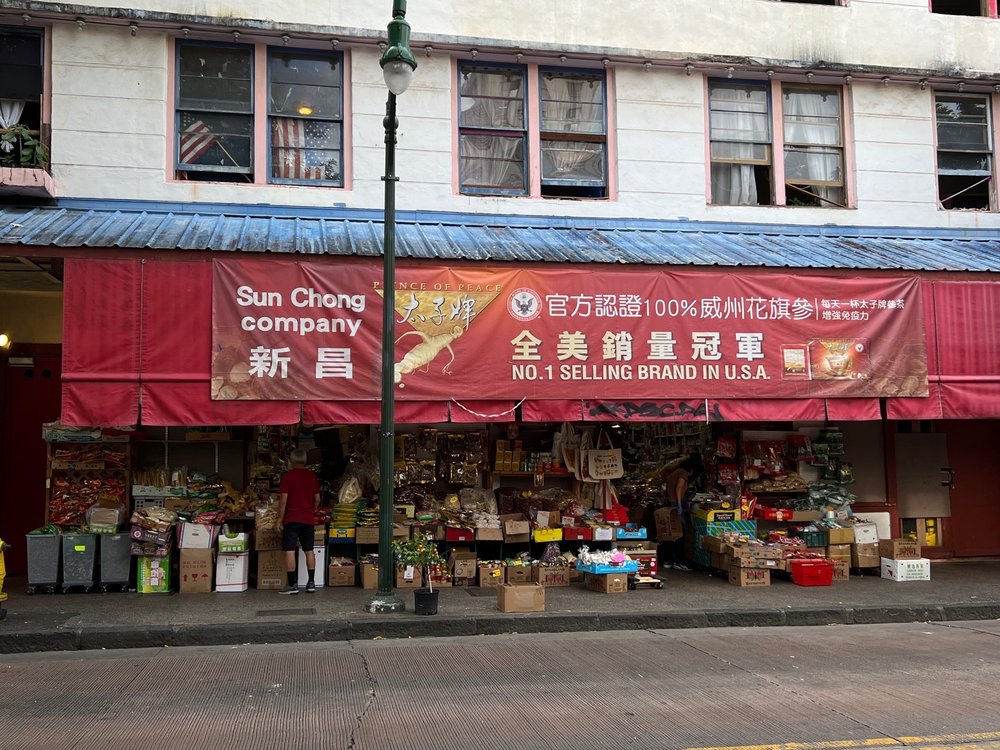 Sun Chong
company
新昌
PRINCE OF PEACE
太子牌
官方認證100%威州花旗參
每天一杯太子牌參茶
增強免疫力
全美銷量冠軍
NO.1 SELLING BRAND IN U.S.A.